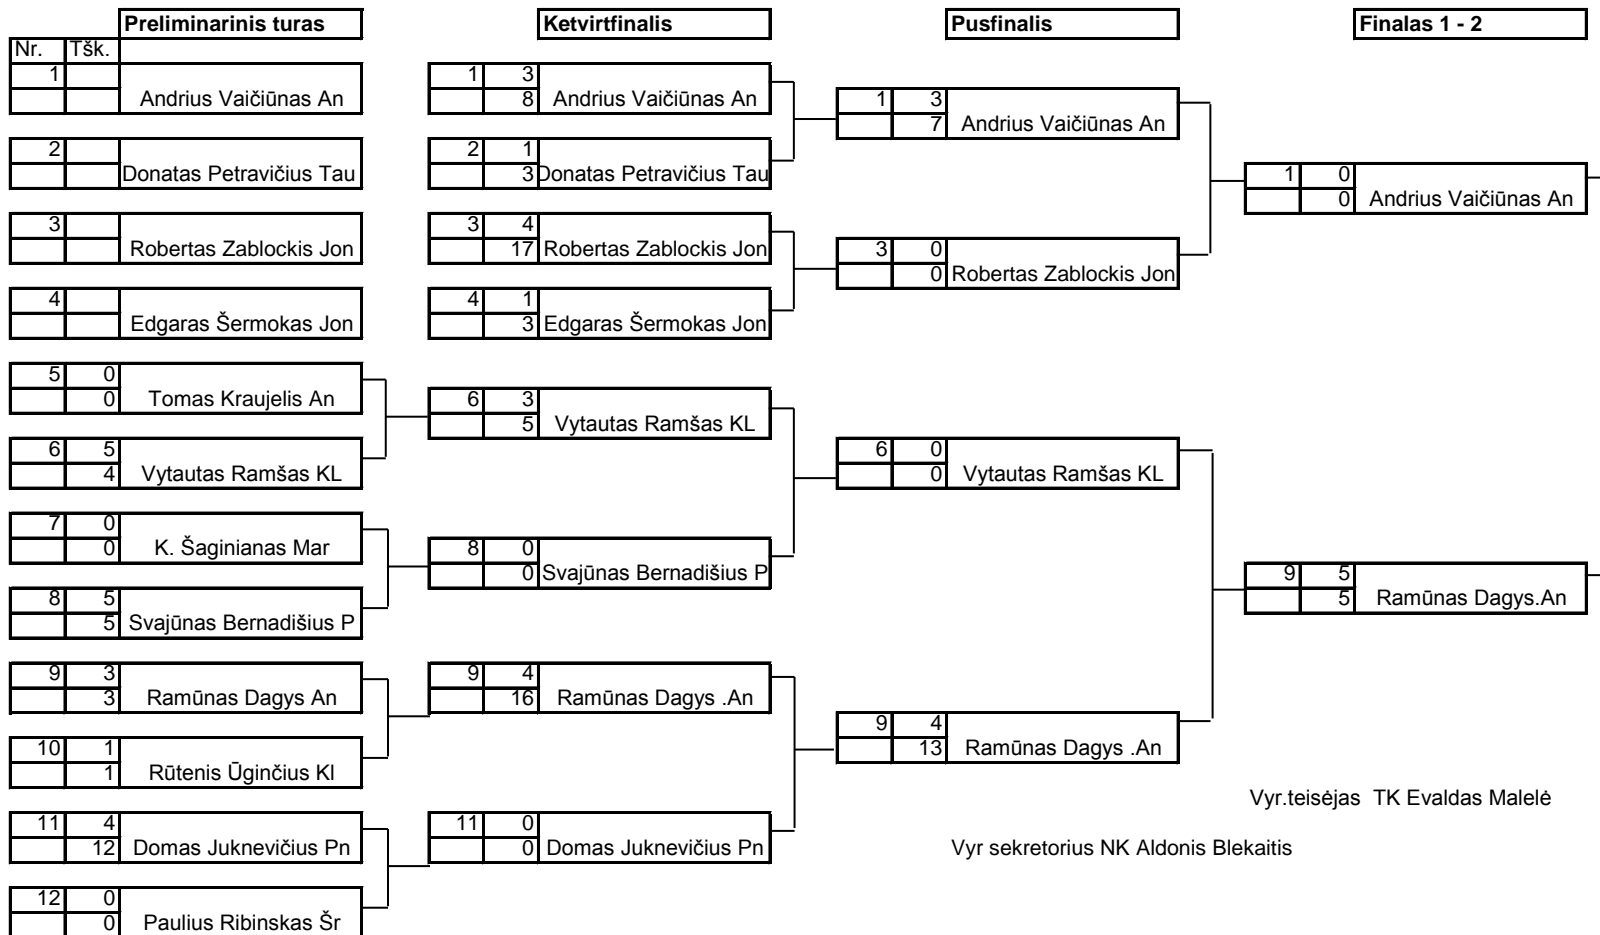 Preliminarinis turas Ketvirtfinalis Pusfinalis Finalas 1 - 2
Nr. Tšk.
1 1 3
Andrius Vaičiūnas An 8 Andrius Vaičiūnas An
1 3
7 Andrius Vaičiūnas An
2 2 1
Donatas Petravičius Tau 3 Donatas Petravičius Tau
1 0
0 Andrius Vaičiūnas An
3 3 4
Robertas Zablockis Jon 17 Robertas Zablockis Jon
3 0
0 Robertas Zablockis Jon
4 4 1
Edgaras Šermokas Jon 3 Edgaras Šermokas Jon
5 0
0 Tomas Kraujelis An
6 3
5 Vytautas Ramšas KL
6 5 6 0
4 Vytautas Ramšas KL 0 Vytautas Ramšas KL
7 0
0 K. Šaginianas Mar
8 0
0 Svajūnas Bernadišius P
9 5
5 Ramūnas Dagys.An
8 5
5 Svajūnas Bernadišius P
9 3 9 4
3 Ramūnas Dagys An 16 Ramūnas Dagys .An
9 4
13 Ramūnas Dagys .An
10 1
1 Rūtenis Ūginčius Kl
Vyr.teisėjas TK Evaldas Malelė
11 4 11 0
12 Domas Juknevičius Pn 0 Domas Juknevičius Pn Vyr sekretorius NK Aldonis Blekaitis
12 0
0 Paulius Ribinskas Šr